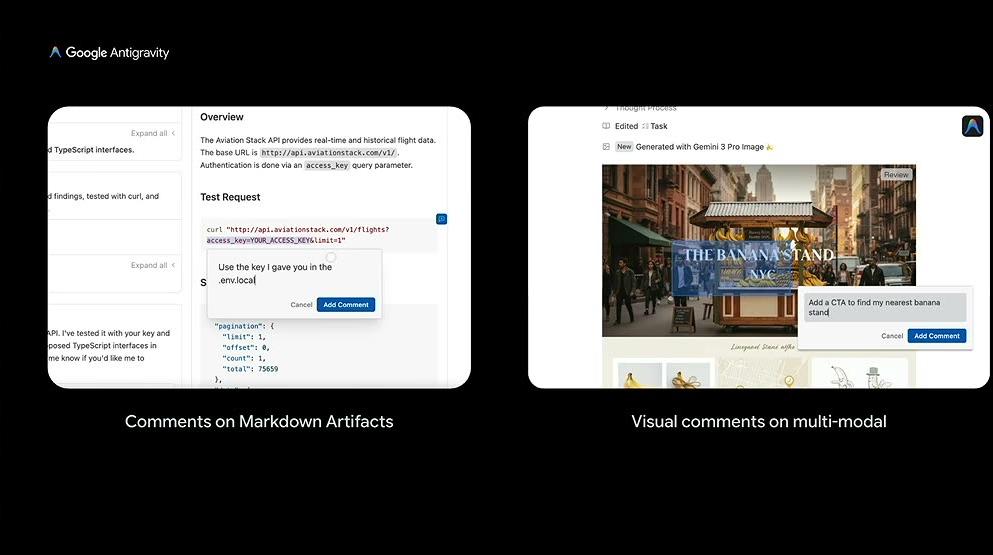 Google Antigravity
Expand all
d TypeScript interfaces.
d findings, tested with curl, and
Expand all
API. I've tested it with your key and
posed TypeScript interfaces in
me know if you'd like me to
Overview
The Aviation Stack API provides real-time and historical flight data.
The base URL is http://api.aviationstack.com/v1/.
Authentication is done via an access_key query parameter.
Test Request
curl "http://api.aviationstack.com/v1/flights?
access_key=YOUR_ACCESS_KEY&limit=1"
Use the key I gave you in the
.env.local
S
Cancel Add Comment
"pagination": {
"limit": 1,
"offset": 0,
"count": 1,
"total": 75659
},
Comments on Markdown Artifacts
Thought Process
Edited Task
New Generated with Gemini 3 Pro Image 🍌
Review
THE BANANA STAND
NYC
Add a CTA to find my nearest banana
stand
Cancel Add Comment
Visual comments on multi-modal